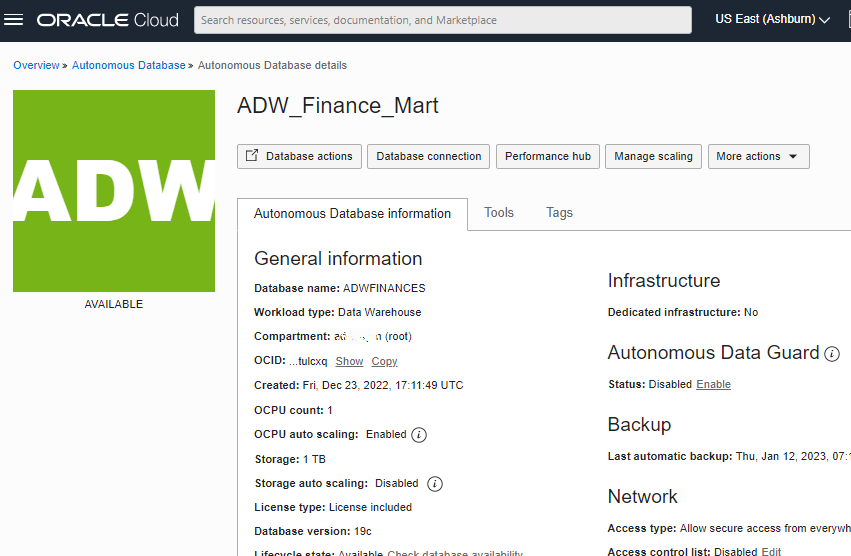 ORACLE Cloud
Search resources, services, documentation, and Marketplace
US East (Ashburn)
Overview » Autonomous Database » Autonomous Database details
ADW
AVAILABLE
ADW_Finance_Mart
Database actions
Database connection
Performance hub
Manage scaling
More actions
Autonomous Database information
Tools
Tags
General information
Database name: ADWFINANCES
Workload type: Data Warehouse
Compartment: (root)
OCID: ...tulcxq Show Copy
Created: Fri, Dec 23, 2022, 17:11:49 UTC
OCPU count: 1
OCPU auto scaling: Enabled
Storage: 1 TB
Storage auto scaling: Disabled
License type: License included
Database version: 19c
Lifecycle state: Available Check database availability
Infrastructure
Dedicated infrastructure: No
Autonomous Data Guard
Status: Disabled Enable
Backup
Last automatic backup: Thu, Jan 12, 2023, 07:1
Network
Access type: Allow secure access from everywh
Access control list: Disabled Edit